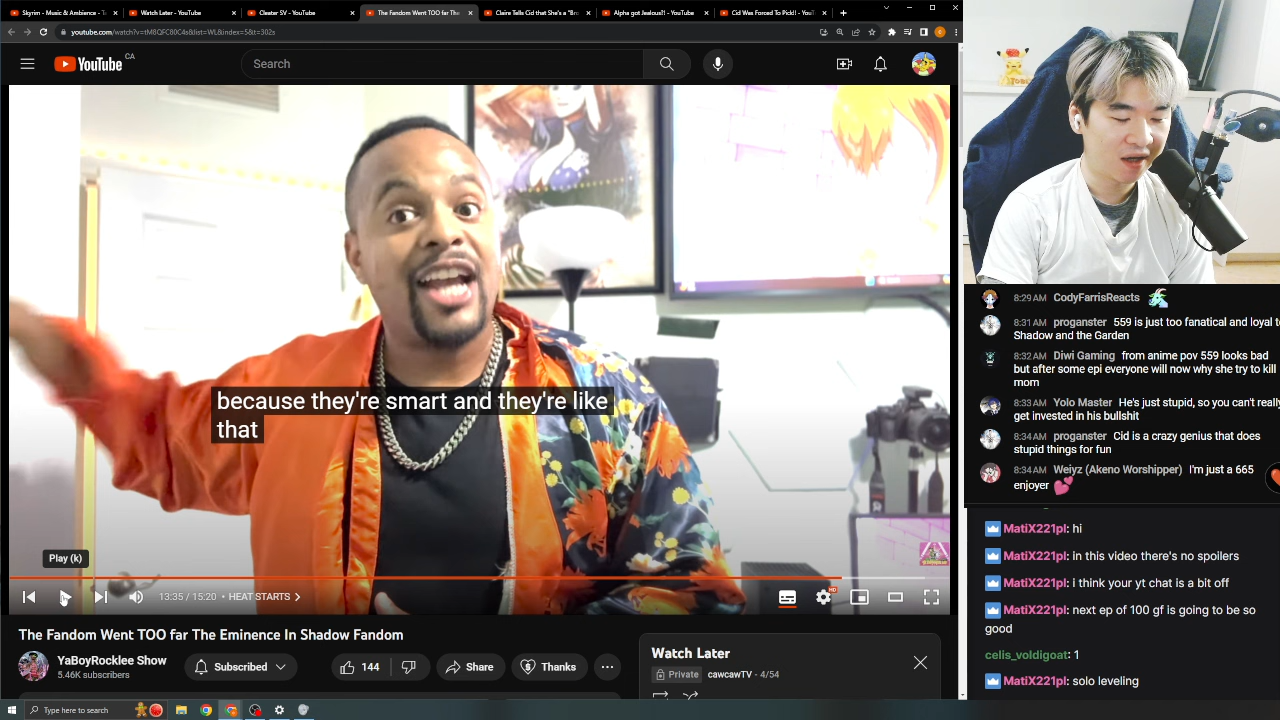 Skyrim - Music & Ambience - T
Watch Later - YouTube
Cleater SV - YouTube
The Fandom Went TOO far The
Claire Tells Cid that She's a "Br
Alpha got Jealous!! - YouTube
Cid Was Forced To Pick!! - YouT
youtube.com/watch?v=tM8QFC80C4s&list=WL&index=5&t=302s
YouTube CA
Search
because they're smart and they're like
that
Play (k)
13:35 / 15:20 • HEAT STARTS
HD
The Fandom Went TOO far The Eminence In Shadow Fandom
YaBoyRocklee Show
5.46K subscribers
Subscribed
144
Share
Thanks
Watch Later
Private cawcawTV - 4/54
8:29 AM CodyFarrisReacts
8:31 AM proganster 559 is just too fanatical and loyal to
Shadow and the Garden
8:32 AM Diwi Gaming from anime pov 559 looks bad
but after some epi everyone will now why she try to kill
mom
8:33 AM Yolo Master He's just stupid, so you can't really
get invested in his bullshit
8:34 AM proganster Cid is a crazy genius that does
stupid things for fun
8:34 AM Weiyz (Akeno Worshipper) I'm just a 665
enjoyer
MatiX221pl: hi
MatiX221pl: in this video there's no spoilers
MatiX221pl: i think your yt chat is a bit off
MatiX221pl: next ep of 100 gf is going to be so
good
celis_voldigoat: 1
MatiX221pl: solo leveling
Type here to search